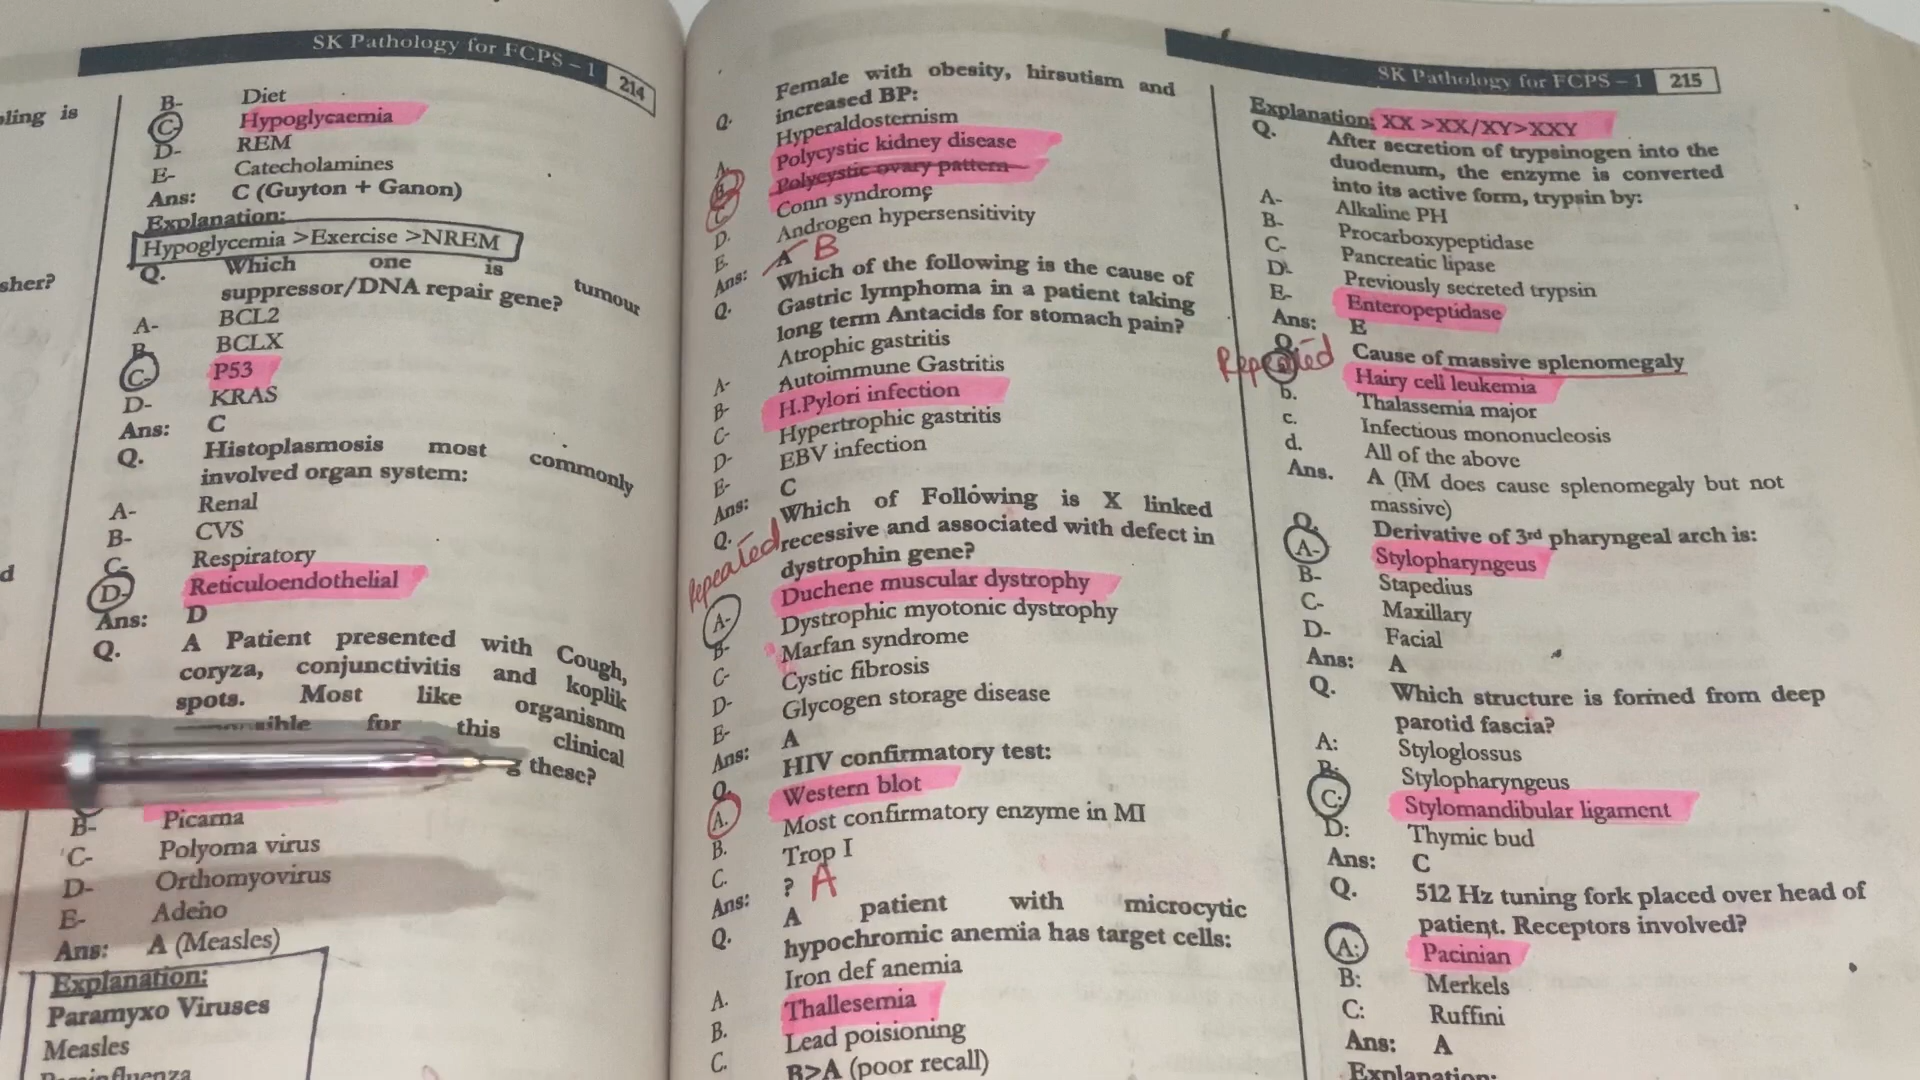 SK Pathology for FCPS – 1 214
ling is
sher?
d
B- Diet
C- Hypoglycaemia
D- REM
E- Catecholamines
Ans: C (Guyton + Ganon)
Explanation:
Hypoglycemia >Exercise >NREM
Q. Which one is tumour
suppressor/DNA repair gene?
A- BCL2
B- BCLX
C- P53
D- KRAS
Ans: C
Q. Histoplasmosis most commonly
involved organ system:
A- Renal
B- CVS
C- Respiratory
D- Reticuloendothelial
Ans: D
Q. A Patient presented with Cough,
coryza, conjunctivitis and koplik
spots. Most like organisnm
for this clinical
these?
B- Picarna
C- Polyoma virus
D- Orthomyovirus
E- Adeno
Ans: A (Measles)
Explanation:
Paramyxo Viruses
Measles
Q. Female with obesity, hirsutism and
increased BP:
A. Hyperaldosternism
B. Polycystic kidney disease
C. Polycystic ovary pattern
D. Conn syndrome
E. Androgen hypersensitivity
Ans: A B
Q. Which of the following is the cause of
Gastric lymphoma in a patient taking
long term Antacids for stomach pain?
A- Atrophic gastritis
B- Autoimmune Gastritis
C- H.Pylori infection
D- Hypertrophic gastritis
E- EBV infection
Ans: C
Repeated
Q. Which of Following is X linked
recessive and associated with defect in
dystrophin gene?
A- Duchene muscular dystrophy
B- Dystrophic myotonic dystrophy
C- Marfan syndrome
D- Cystic fibrosis
E- Glycogen storage disease
Ans: A
Q. HIV confirmatory test:
A. Western blot
B. Most confirmatory enzyme in MI
C. Trop I
Ans: ? A
Q. A patient with microcytic
hypochromic anemia has target cells:
A. Iron def anemia
B. Thallesemia
C. Lead poisioning
B>A (poor recall)
SK Pathology for FCPS – 1 215
Explanation: XX >XX/XY>XXY
Q. After secretion of trypsinogen into the
duodenum, the enzyme is converted
into its active form, trypsin by:
A- Alkaline PH
B- Procarboxypeptidase
C- Pancreatic lipase
D- Previously secreted trypsin
E- Enteropeptidase
Ans: E
Repeated
Q. Cause of massive splenomegaly
a. Hairy cell leukemia
b. Thalassemia major
c. Infectious mononucleosis
d. All of the above
Ans. A (IM does cause splenomegaly but not
massive)
Q. Derivative of 3rd pharyngeal arch is:
A- Stylopharyngeus
B- Stapedius
C- Maxillary
D- Facial
Ans: A
Q. Which structure is formed from deep
parotid fascia?
A: Styloglossus
B: Stylopharyngeus
C: Stylomandibular ligament
D: Thymic bud
Ans: C
Q. 512 Hz tuning fork placed over head of
patient. Receptors involved?
A: Pacinian
B: Merkels
C: Ruffini
Ans: A
Explanation: